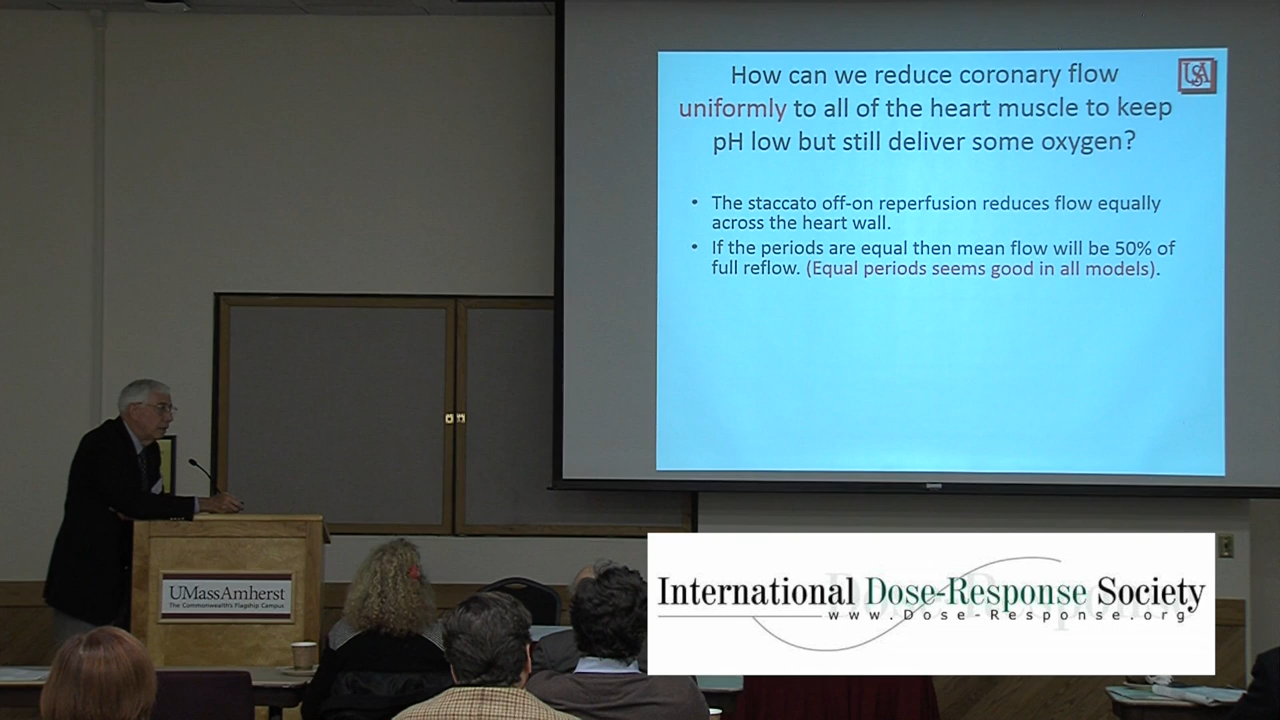 How can we reduce coronary flow
uniformly to all of the heart muscle to keep
pH low but still deliver some oxygen?
USA
• The staccato off-on reperfusion reduces flow equally
across the heart wall.
• If the periods are equal then mean flow will be 50% of
full reflow. (Equal periods seems good in all models).
UMassAmherst
The Commonwealth's Flagship Campus
International Dose-Response Society
www.Dose-Response.org